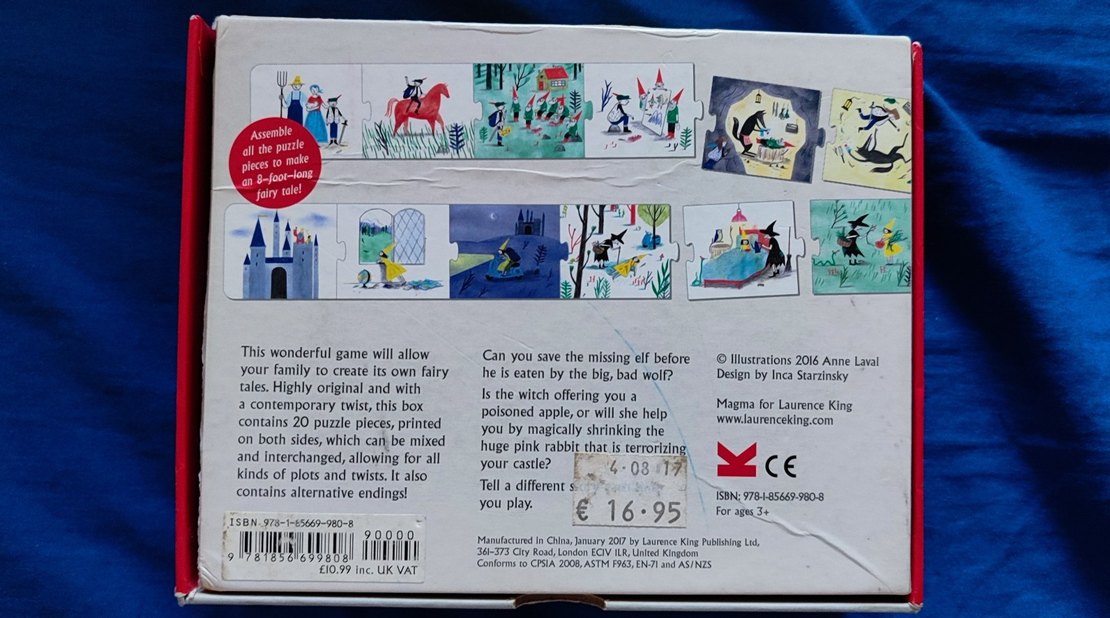 Assemble
all the puzzle
pieces to make
an 8-foot-long
fairy tale!
This wonderful game will allow
your family to create its own fairy
tales. Highly original and with
a contemporary twist, this box
contains 20 puzzle pieces, printed
on both sides, which can be mixed
and interchanged, allowing for all
kinds of plots and twists. It also
contains alternative endings!
Can you save the missing elf before
he is eaten by the big, bad wolf?
Is the witch offering you a
poisoned apple, or will she help
you by magically shrinking the
huge pink rabbit that is terrorizing
your castle?
Tell a different
you play.
4·08 17
€ 16·95
© Illustrations 2016 Anne Laval
Design by Inca Starzinsky
Magma for Laurence King
www.laurenceking.com
K CE
ISBN: 978-1-85669-980-8
For ages 3+
ISBN 978-1-85669-980-8
90000
9 781856 699808
£10.99 inc. UK VAT
Manufactured in China, January 2017 by Laurence King Publishing Ltd,
361-373 City Road, London EC1V 1LR, United Kingdom
Conforms to CPSIA 2008, ASTM F963, EN-71 and AS/NZS